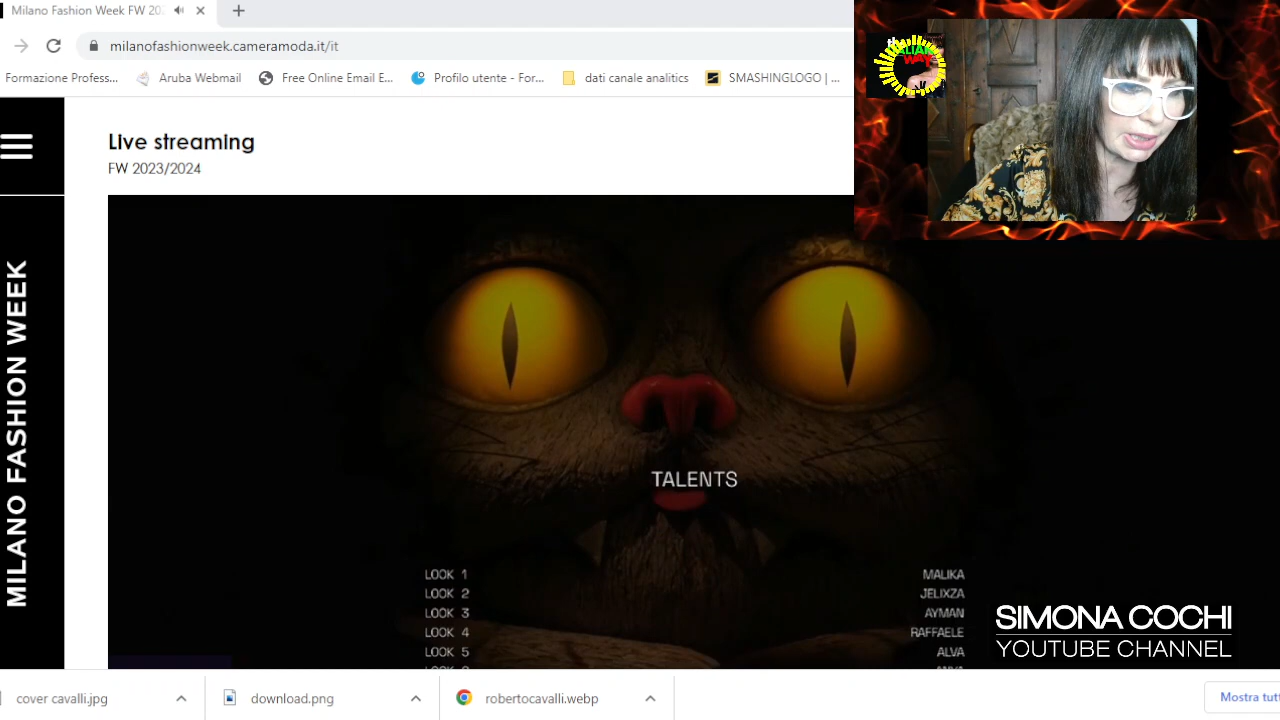 Milano Fashion Week FW 202
milanofashionweek.cameramoda.it/it
Formazione Profess...
Aruba Webmail
Free Online Email E...
Profilo utente - For...
dati canale analitics
SMASHINGLOGO | ...
Live streaming
FW 2023/2024
MILANO FASHION WEEK
WAY
TALENTS
LOOK 1 MALIKA
LOOK 2 JELIXZA
LOOK 3 AYMAN
LOOK 4 RAFFAELE
LOOK 5 ALVA
SIMONA COCHI
YOUTUBE CHANNEL
cover cavalli.jpg
download.png
robertocavalli.webp
Mostra tutt